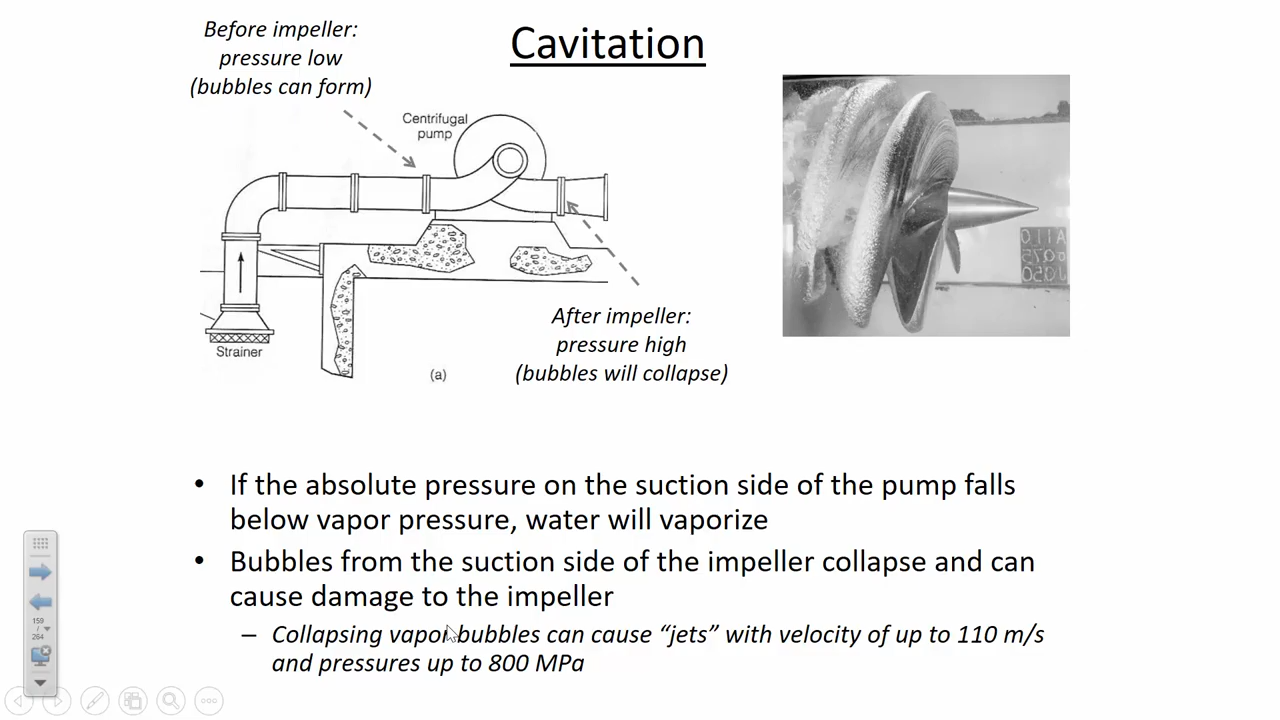 Cavitation
Before impeller:
pressure low
(bubbles can form)
Centrifugal
pump
Strainer
(a)
After impeller:
pressure high
(bubbles will collapse)
• If the absolute pressure on the suction side of the pump falls
below vapor pressure, water will vaporize
• Bubbles from the suction side of the impeller collapse and can
cause damage to the impeller
– Collapsing vapor bubbles can cause “jets” with velocity of up to 110 m/s
and pressures up to 800 MPa
159
/
264